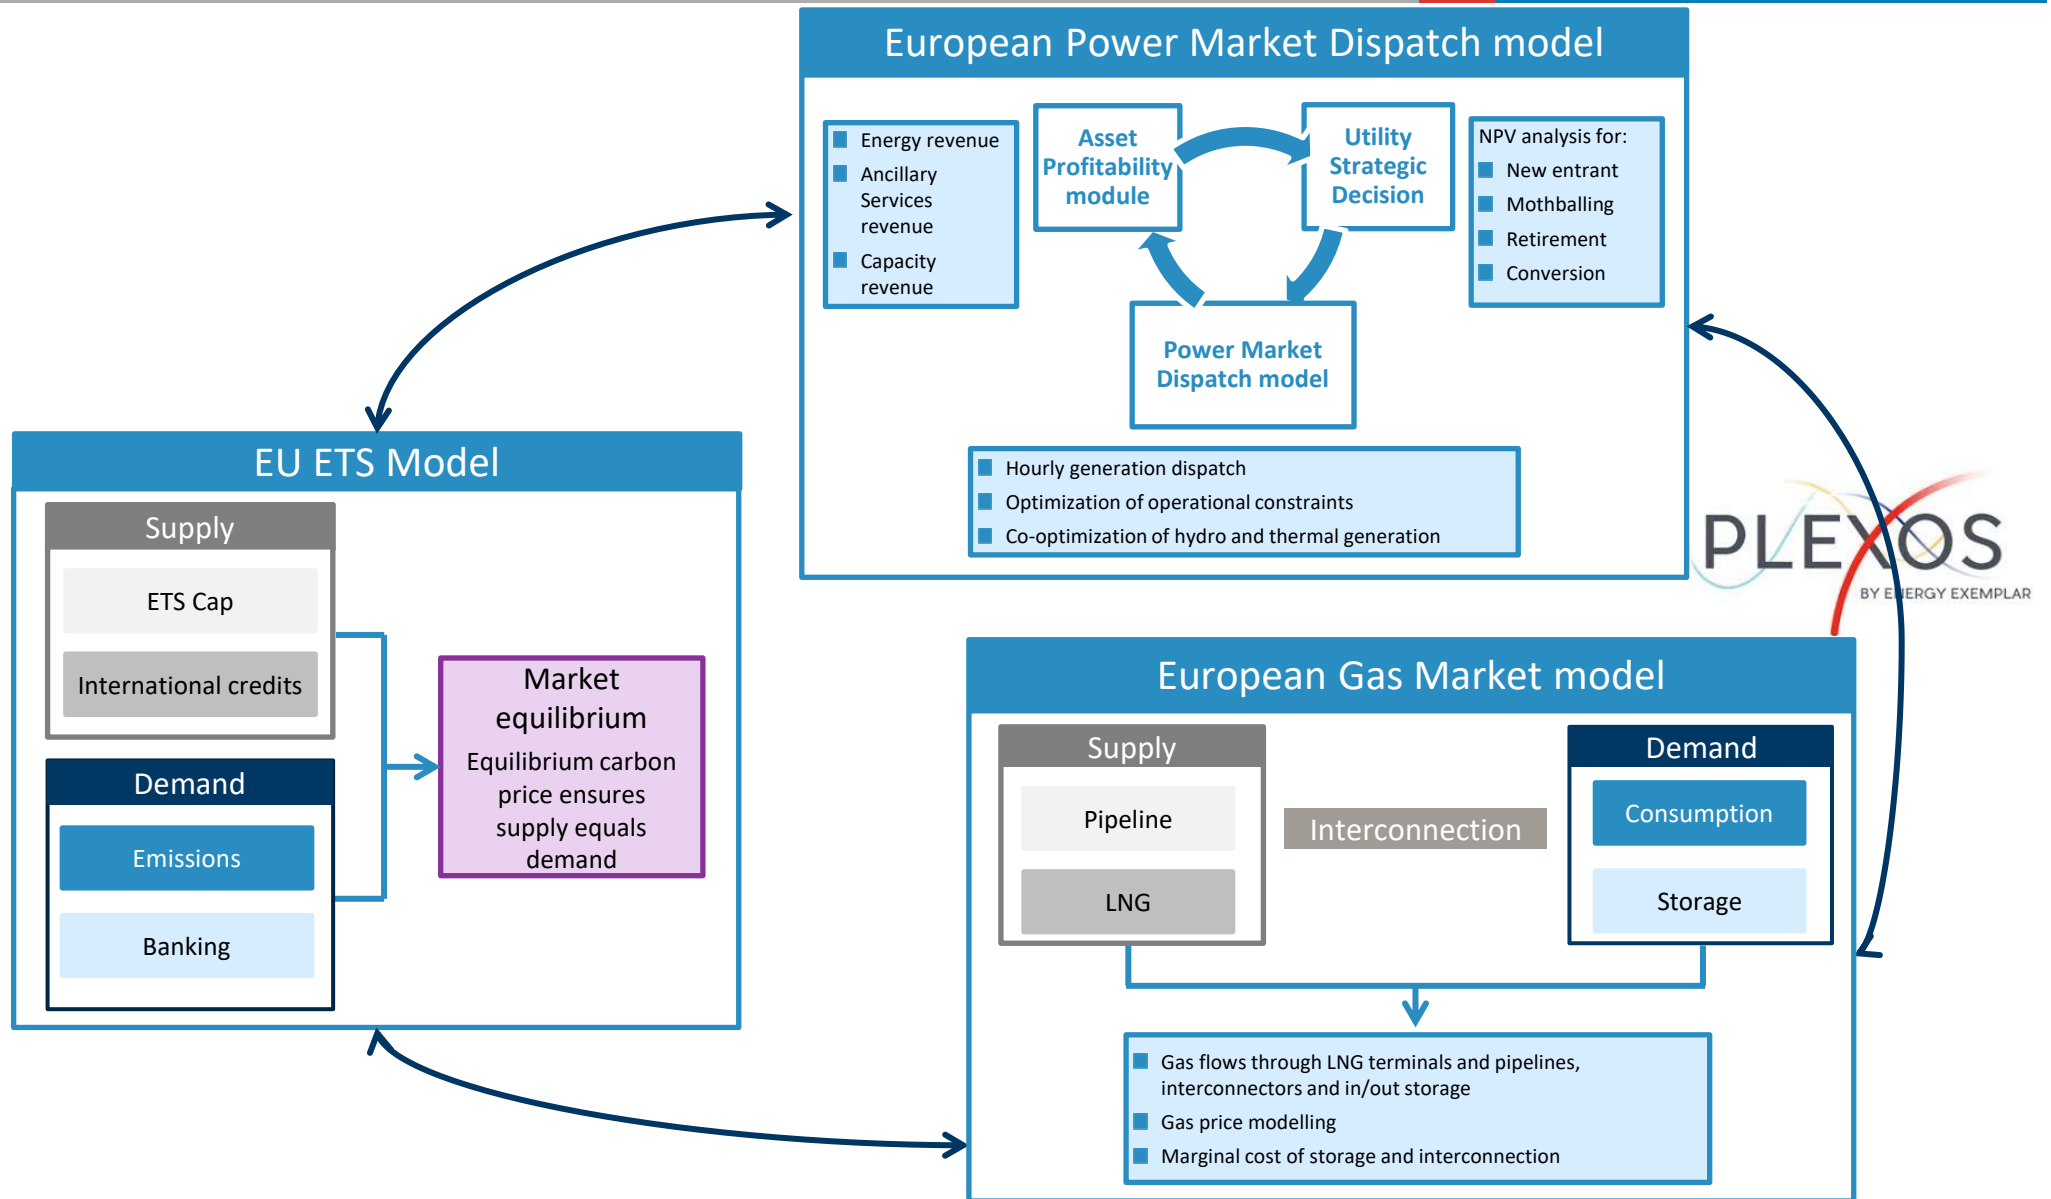 European Power Market Dispatch model
Energy revenue
Ancillary
Services
revenue
Capacity
revenue
Asset
Profitability
module
Utility
Strategic
Decision
NPV analysis for:
New entrant
Mothballing
Retirement
Conversion
Power Market
Dispatch model
Hourly generation dispatch
Optimization of operational constraints
Co-optimization of hydro and thermal generation
PLEXOS
BY ENERGY EXEMPLAR
EU ETS Model
Supply
ETS Cap
International credits
Demand
Emissions
Banking
Market
equilibrium
Equilibrium carbon
price ensures
supply equals
demand
European Gas Market model
Supply
Pipeline
LNG
Interconnection
Demand
Consumption
Storage
Gas flows through LNG terminals and pipelines,
interconnectors and in/out storage
Gas price modelling
Marginal cost of storage and interconnection